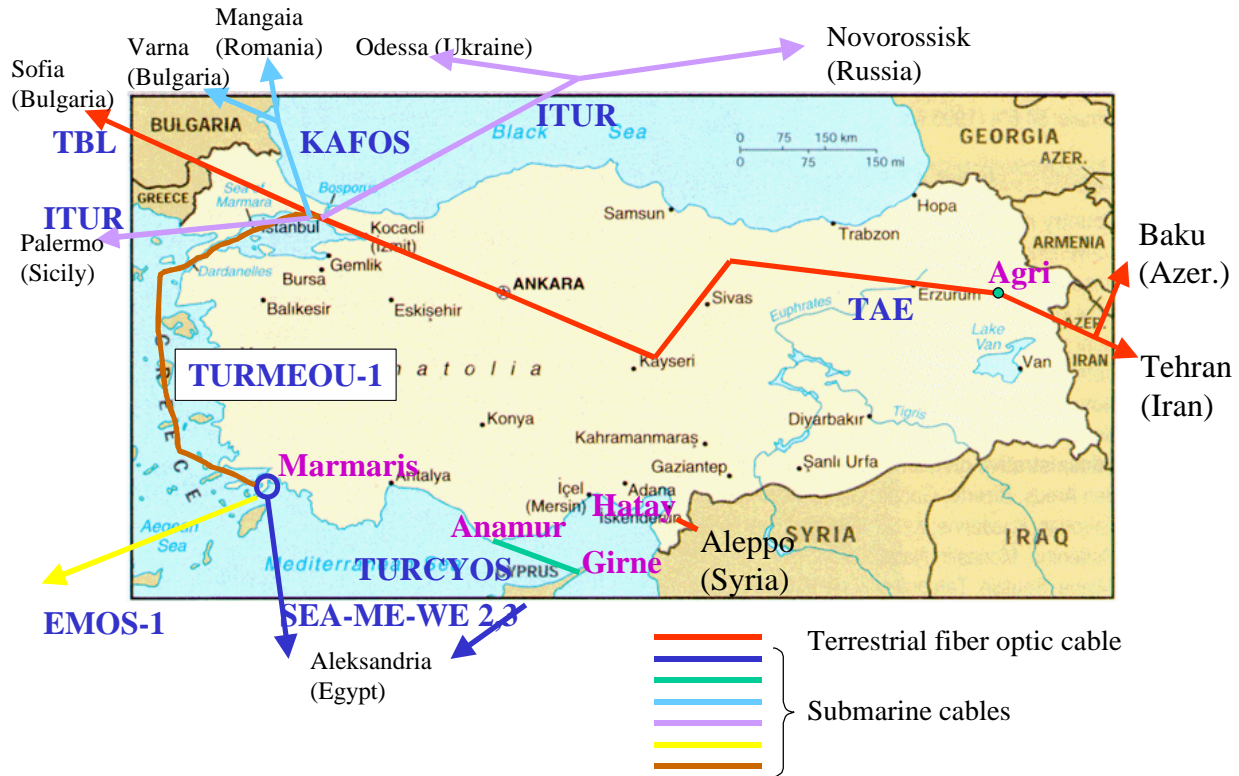 Mangaia
(Romania)
Varna
(Bulgaria)
Odessa (Ukraine)
Novorossisk
(Russia)
Sofia
(Bulgaria)
TBL
BULGARIA
KAFOS
ITUR
Black Sea
0 75 150 km
0 75 150 mi
GEORGIA
AZER.
GREECE
Sea of
Marmara
Bosporus
ITUR
Palermo
(Sicily)
Istanbul
Kocacli
(Izmit)
Samsun
Hopa
Trabzon
ARMENIA
Baku
(Azer.)
Dardanelles
Gemlik
Bursa
Balıkesir
Eskişehir
ANKARA
Sivas
Euphrates
TAE
Erzurum
Agri
AZER.
IRAN
Lake
Van
Van
Tehran
(Iran)
GREECE
TURMEOU-1
natolia
Kayseri
Konya
Kahramanmaraş
Diyarbakır
Tigris
Marmaris
Antalya
Gaziantep
Şanlı Urfa
İçel
(Mersin)
Adana
Hatay
Iskenderun
Aegean
Sea
Anamur
Girne
Mediterranean Sea
TURCYOS
CYPRUS
Aleppo
(Syria)
SYRIA
IRAQ
EMOS-1
SEA-ME-WE 2,3
Aleksandria
(Egypt)
Terrestrial fiber optic cable
Submarine cables